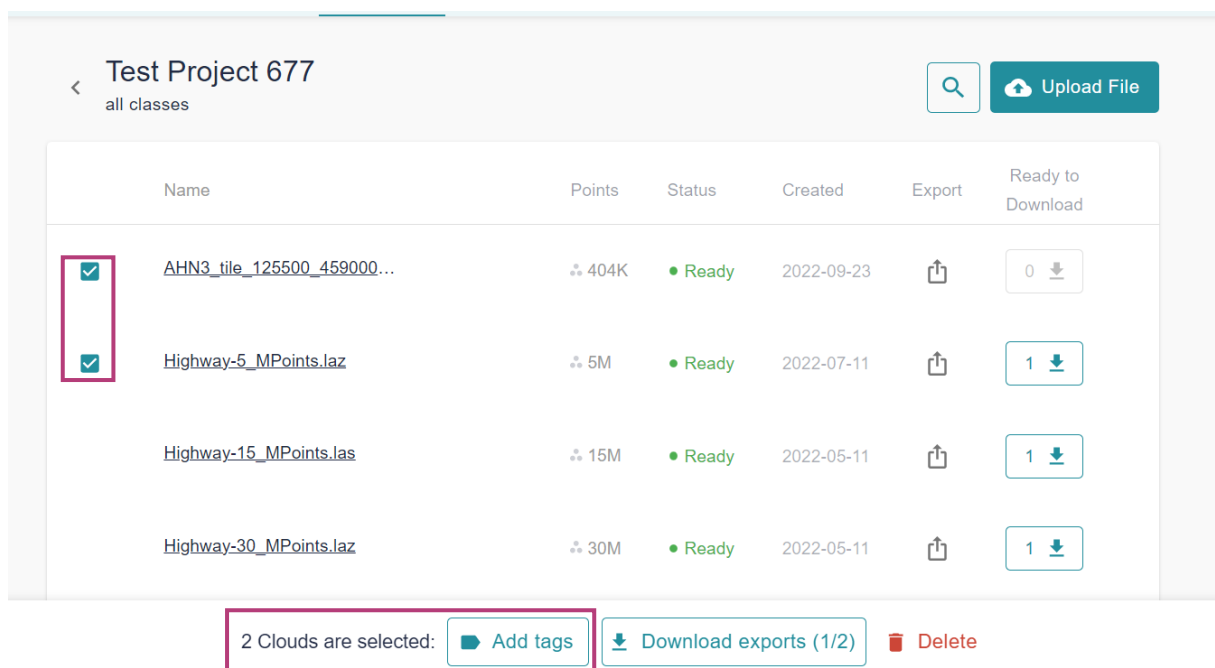 Test Project 677
all classes
Upload File
Name Points Status Created Export Ready to
Download
AHN3_tile_125500_459000... 404K Ready 2022-09-23 0
Highway-5_MPoints.laz 5M Ready 2022-07-11 1
Highway-15_MPoints.las 15M Ready 2022-05-11 1
Highway-30_MPoints.laz 30M Ready 2022-05-11 1
2 Clouds are selected: Add tags Download exports (1/2) Delete